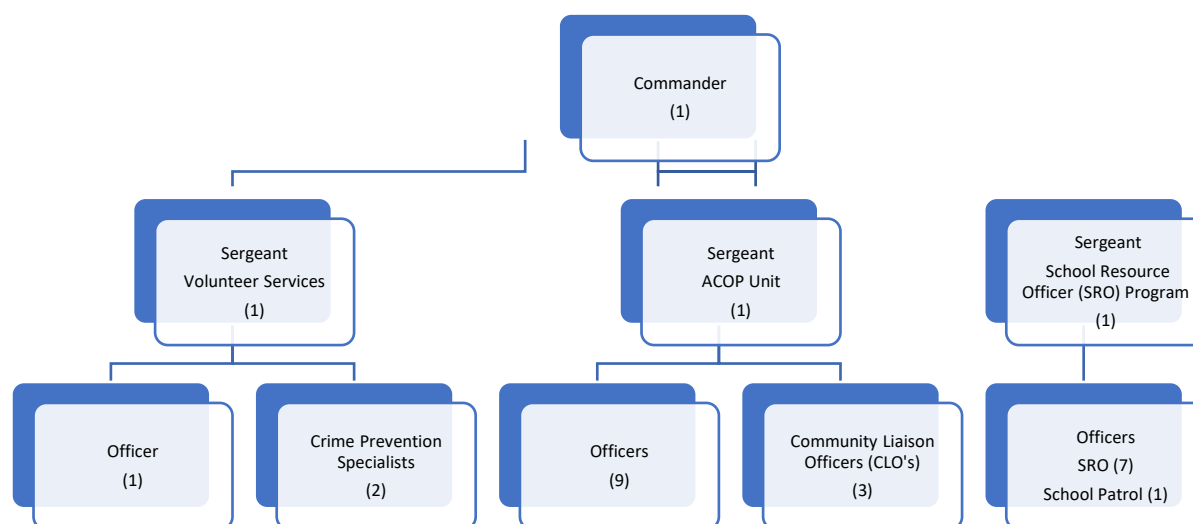 Commander
(1)
Sergeant
Volunteer Services
(1)
Sergeant
ACOP Unit
(1)
Sergeant
School Resource
Officer (SRO) Program
(1)
Officer
(1)
Crime Prevention
Specialists
(2)
Officers
(9)
Community Liaison
Officers (CLO's)
(3)
Officers
SRO (7)
School Patrol (1)